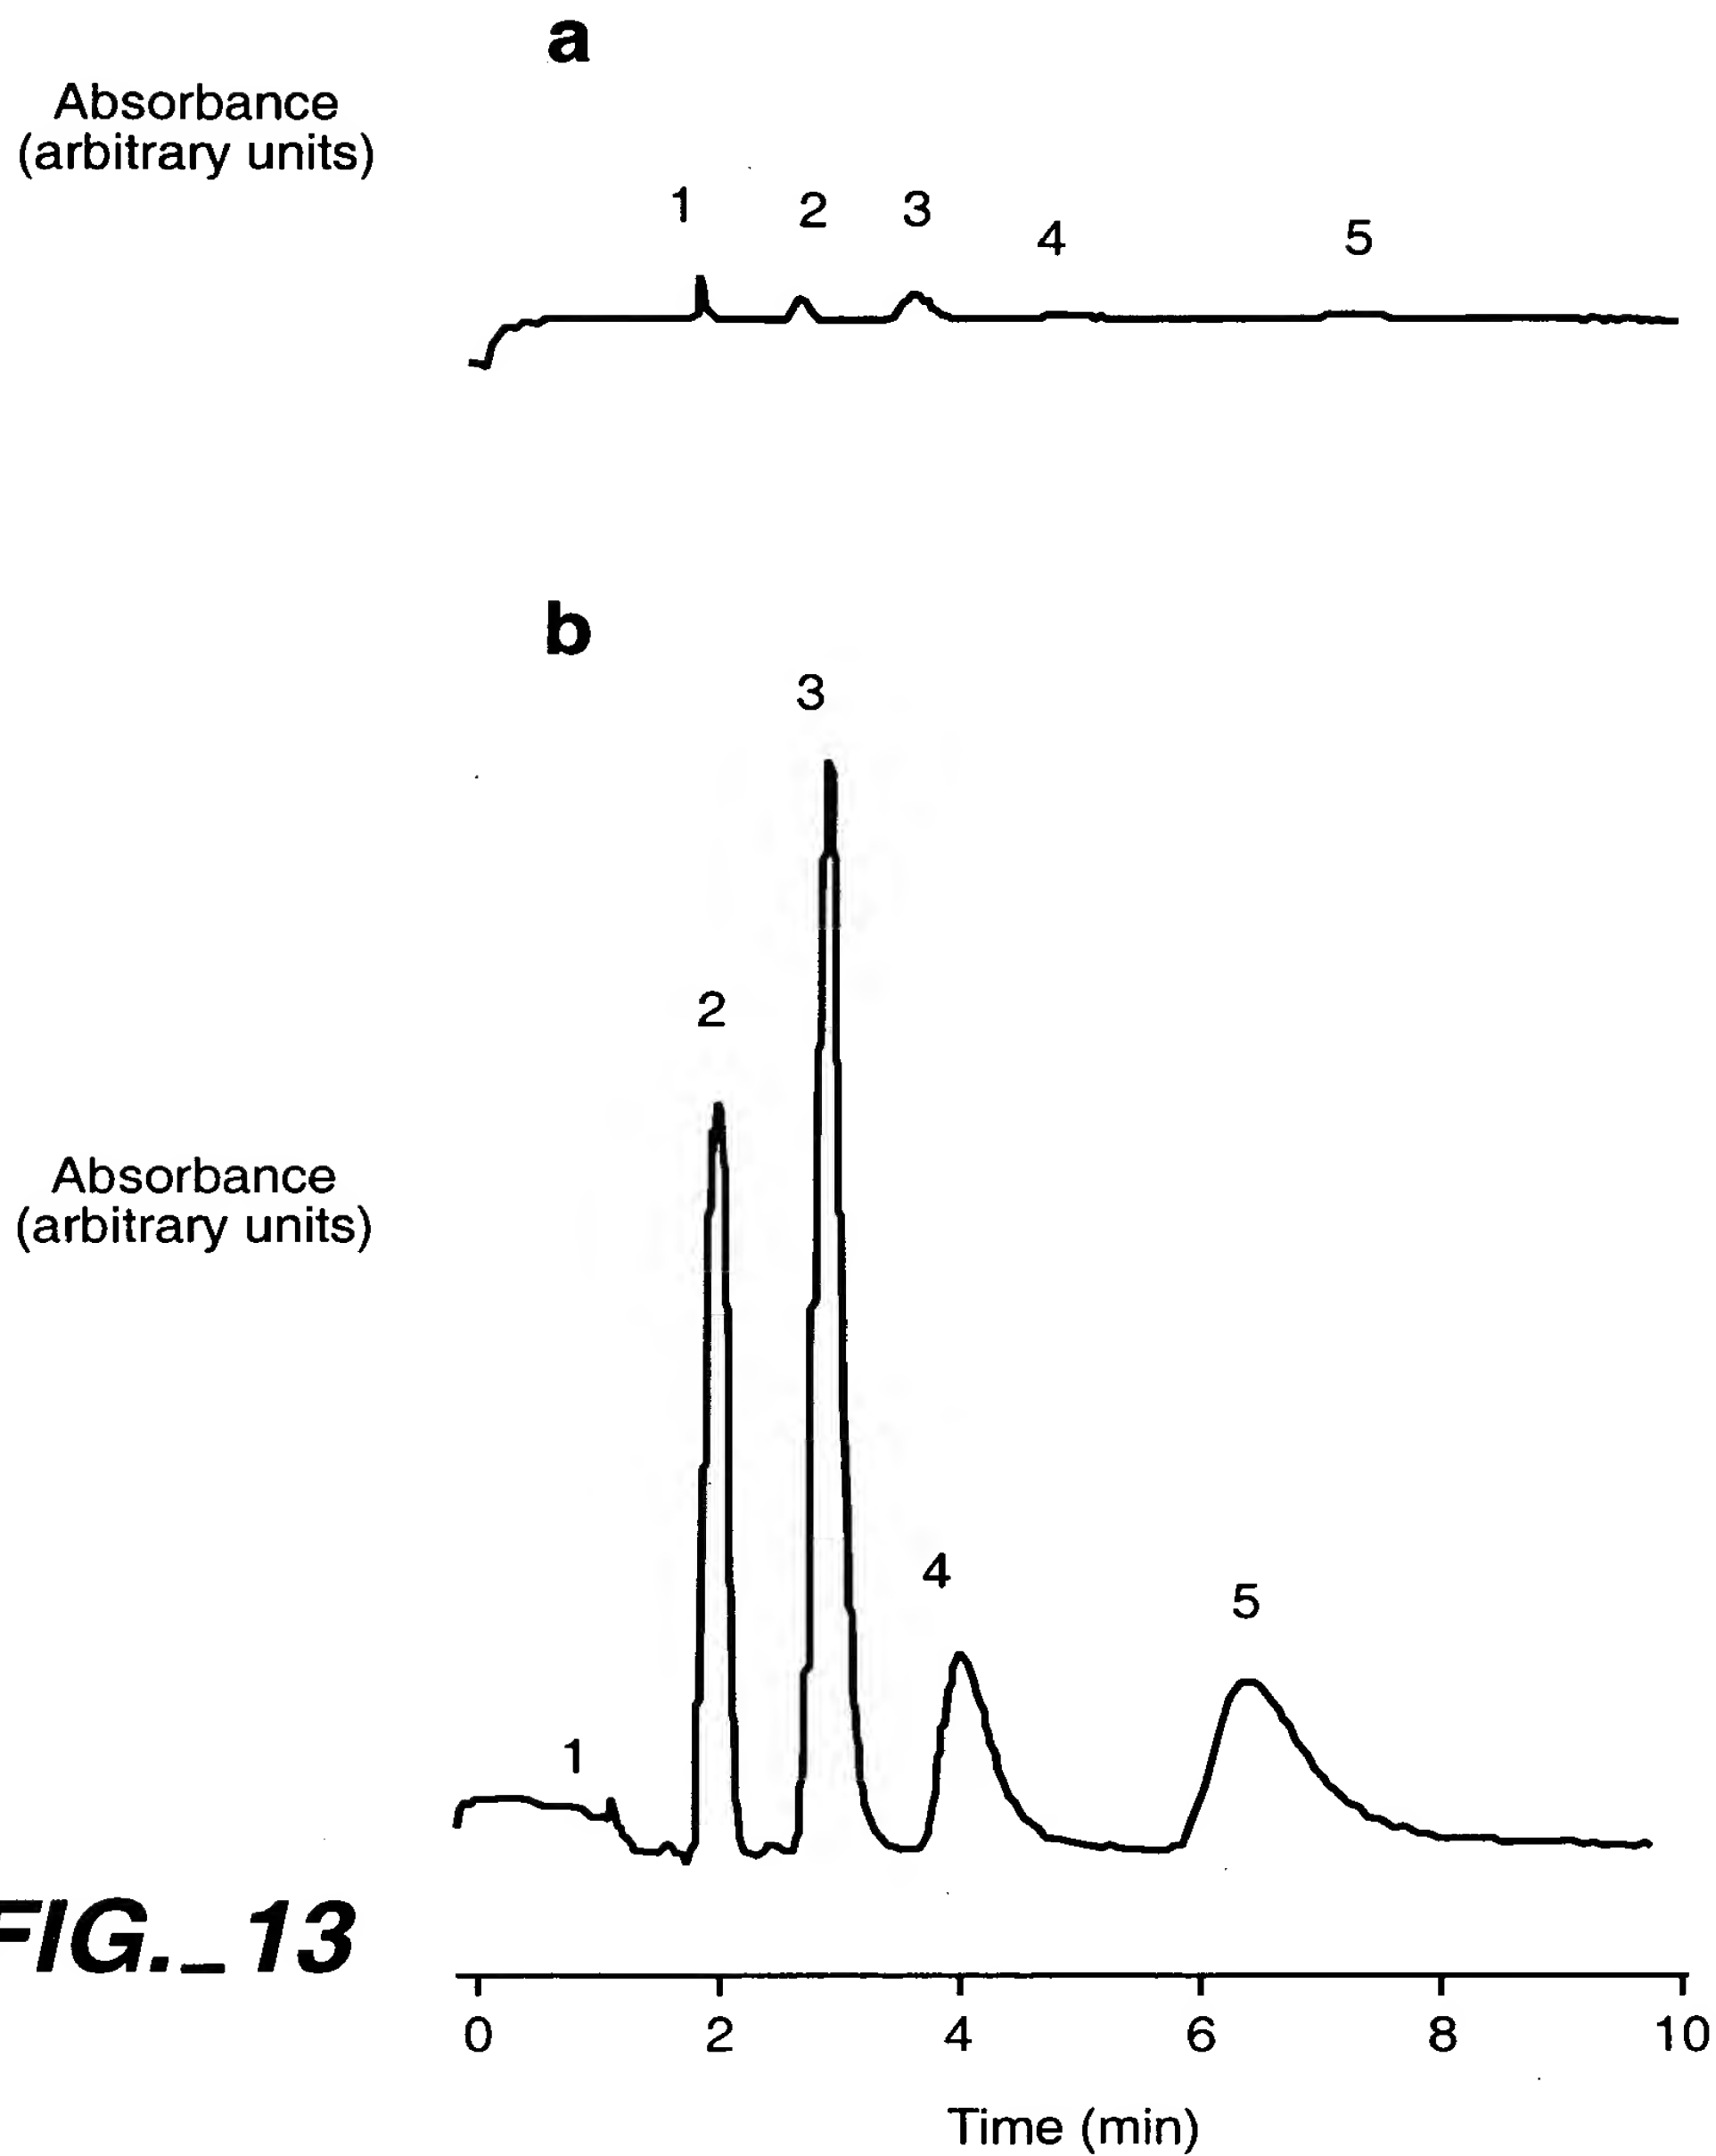 a
Absorbance
(arbitrary units)
1 2 3 4 5
b
3
2
Absorbance
(arbitrary units)
4
5
1
FIG._13
0 2 4 6 8 10
Time (min)